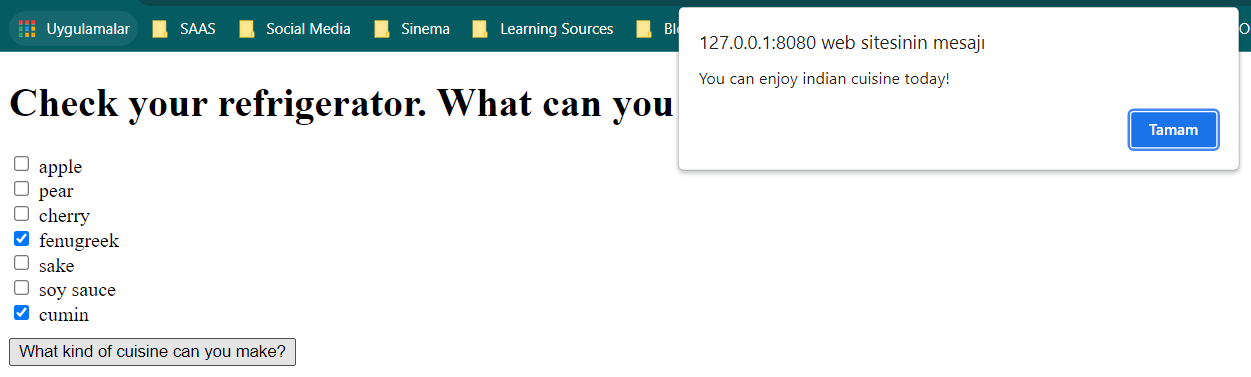 Uygulamalar SAAS Social Media Sinema Learning Sources
127.0.0.1:8080 web sitesinin mesajı
You can enjoy indian cuisine today!
Tamam
Check your refrigerator. What can you
apple
pear
cherry
fenugreek
sake
soy sauce
cumin
What kind of cuisine can you make?